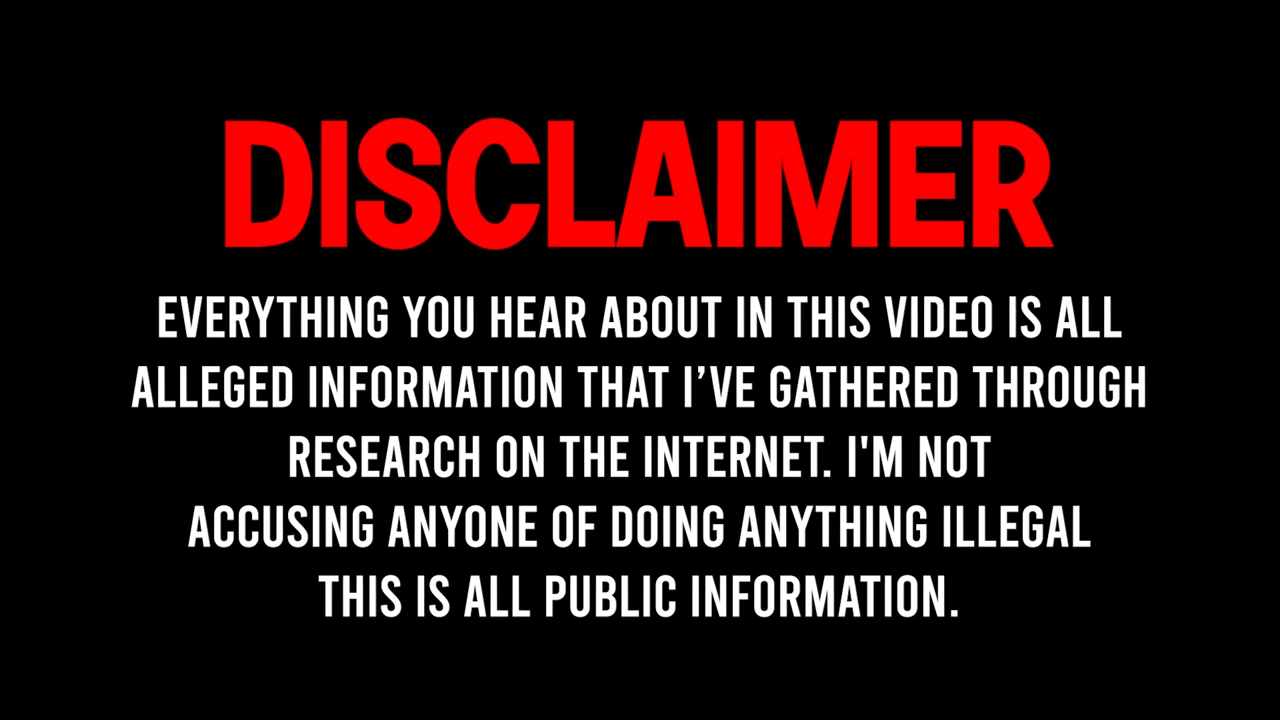 DISCLAIMER
EVERYTHING YOU HEAR ABOUT IN THIS VIDEO IS ALL
ALLEGED INFORMATION THAT I’VE GATHERED THROUGH
RESEARCH ON THE INTERNET. I'M NOT
ACCUSING ANYONE OF DOING ANYTHING ILLEGAL
THIS IS ALL PUBLIC INFORMATION.